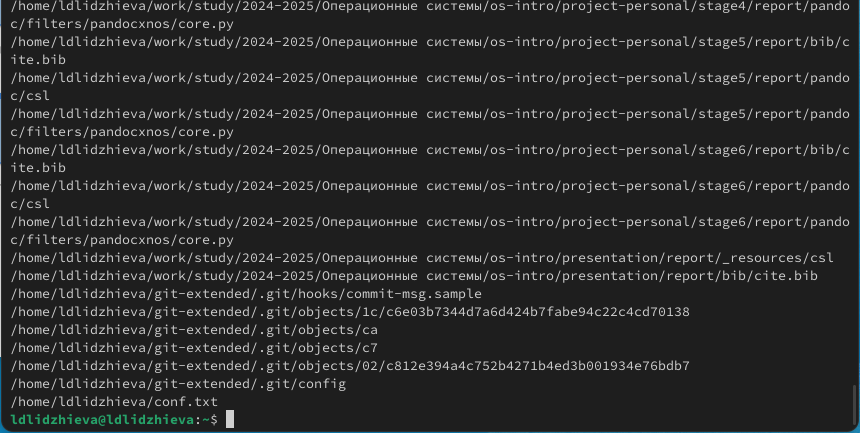 /home/ldlidzhieva/work/study/2024-2025/Операционные системы/os-intro/project-personal/stage4/report/pando
c/filters/pandocxnos/core.py
/home/ldlidzhieva/work/study/2024-2025/Операционные системы/os-intro/project-personal/stage5/report/bib/c
ite.bib
/home/ldlidzhieva/work/study/2024-2025/Операционные системы/os-intro/project-personal/stage5/report/pando
c/csl
/home/ldlidzhieva/work/study/2024-2025/Операционные системы/os-intro/project-personal/stage5/report/pando
c/filters/pandocxnos/core.py
/home/ldlidzhieva/work/study/2024-2025/Операционные системы/os-intro/project-personal/stage6/report/bib/c
ite.bib
/home/ldlidzhieva/work/study/2024-2025/Операционные системы/os-intro/project-personal/stage6/report/pando
c/csl
/home/ldlidzhieva/work/study/2024-2025/Операционные системы/os-intro/project-personal/stage6/report/pando
c/filters/pandocxnos/core.py
/home/ldlidzhieva/work/study/2024-2025/Операционные системы/os-intro/presentation/report/_resources/csl
/home/ldlidzhieva/work/study/2024-2025/Операционные системы/os-intro/presentation/report/bib/cite.bib
/home/ldlidzhieva/git-extended/.git/hooks/commit-msg.sample
/home/ldlidzhieva/git-extended/.git/objects/1c/c6e03b7344d7a6d424b7fabe94c22c4cd70138
/home/ldlidzhieva/git-extended/.git/objects/ca
/home/ldlidzhieva/git-extended/.git/objects/c7
/home/ldlidzhieva/git-extended/.git/objects/02/c812e394a4c752b4271b4ed3b001934e76bdb7
/home/ldlidzhieva/git-extended/.git/config
/home/ldlidzhieva/conf.txt
ldlidzhieva@ldlidzhieva:~$